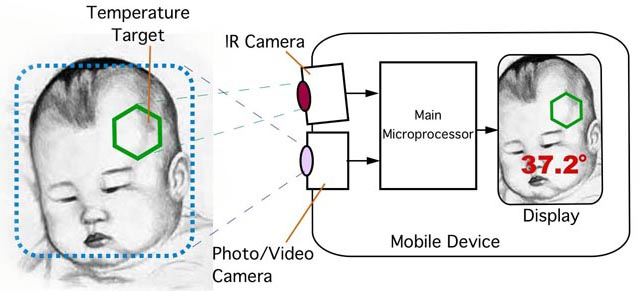 Temperature
Target
IR Camera
Main
Microprocessor
37.2°
Display
Mobile Device
Photo/Video
Camera